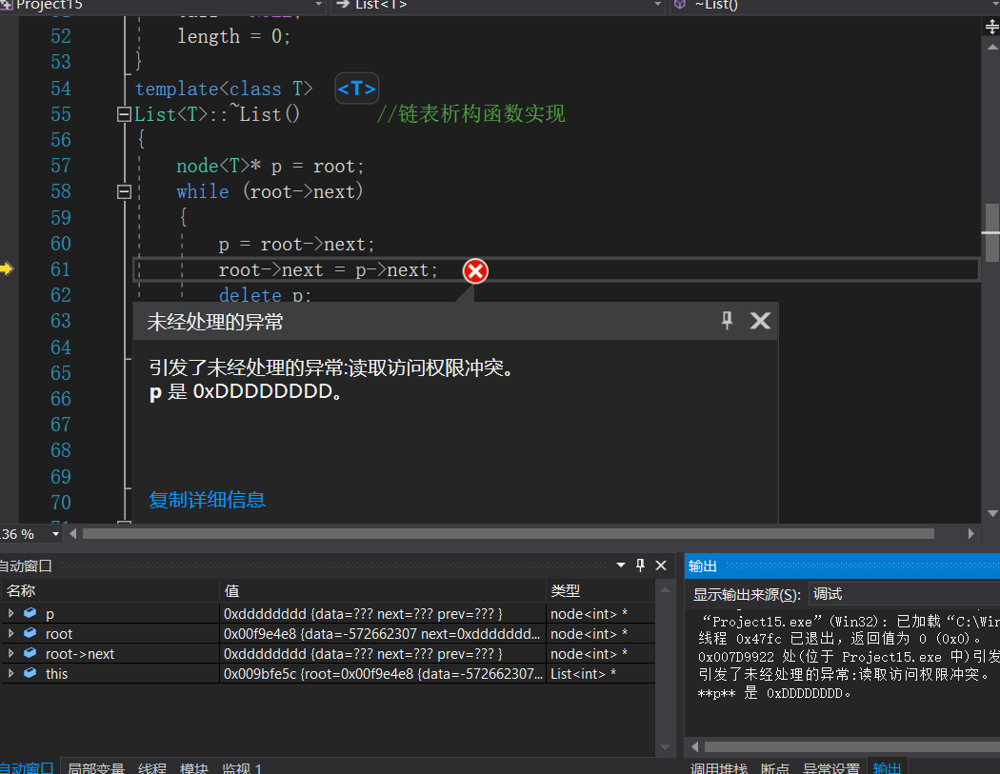 Project15
List<T>
~List()
52 length = 0;
53 }
54 template<class T> <T>
55 List<T>::~List() //链表析构函数实现
56 {
57 node<T>* p = root;
58 while (root->next)
59 {
60 p = root->next;
61 root->next = p->next;
62 delete p;
63
64
65
66
67
68
69
70
未经处理的异常
引发了未经处理的异常:读取访问权限冲突。
p 是 0xDDDDDDDD。
复制详细信息
36 %
自动窗口
名称 值 类型
p 0xdddddddd {data=??? next=??? prev=??? } node<int> *
root 0x00f9e4e8 {data=-572662307 next=0xddddddd... node<int> *
root->next 0xdddddddd {data=??? next=??? prev=??? } node<int> *
this 0x009bfe5c {root=0x00f9e4e8 {data=-572662307... List<int> *
自动窗口 局部变量 线程 模块 监视 1
输出
显示输出来源(S): 调试
“Project15.exe”(Win32): 已加载“C:\Win
线程 0x47fc 已退出，返回值为 0 (0x0)。
0x007D9922 处(位于 Project15.exe 中)引发
引发了未经处理的异常:读取访问权限冲突。
**p** 是 0xDDDDDDDD。
调用堆栈 断点 异常设置 输出